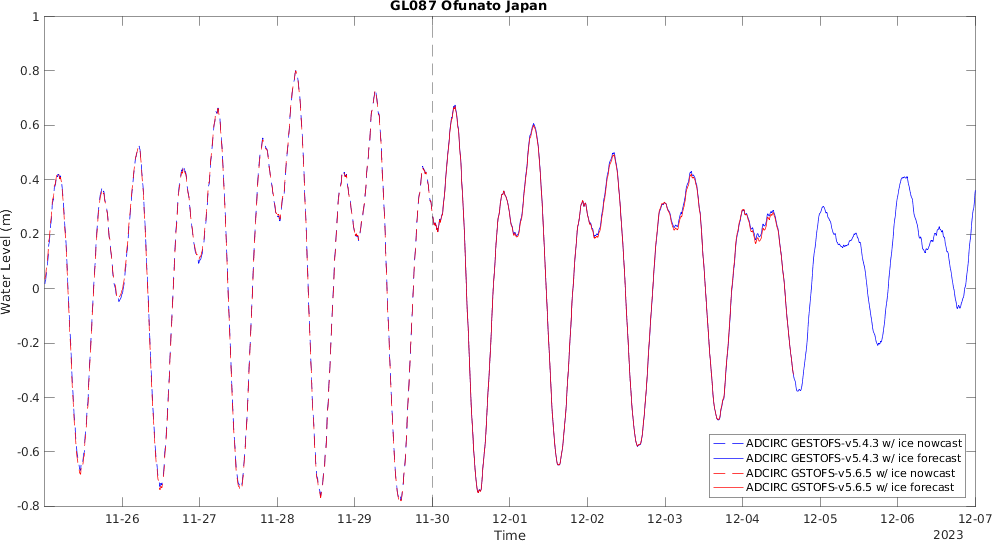 GL087 Ofunato Japan
Water Level (m)
1
0.8
0.6
0.4
0.2
0
-0.2
-0.4
-0.6
-0.8
ADCIRC GESTOFS-v5.4.3 w/ ice nowcast
ADCIRC GESTOFS-v5.4.3 w/ ice forecast
ADCIRC GSTOFS-v5.6.5 w/ ice nowcast
ADCIRC GSTOFS-v5.6.5 w/ ice forecast
11-26 11-27 11-28 11-29 11-30 12-01 12-02 12-03 12-04 12-05 12-06 12-07
Time
2023